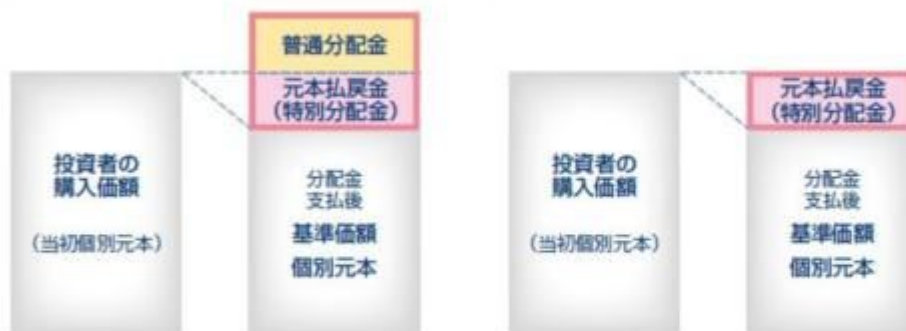 普通分配金
元本払戻金
(特別分配金)
投資者の
購入価額
(当初個別元本)
分配金
支払後
基準価額
個別元本
元本払戻金
(特別分配金)
投資者の
購入価額
(当初個別元本)
分配金
支払後
基準価額
個別元本